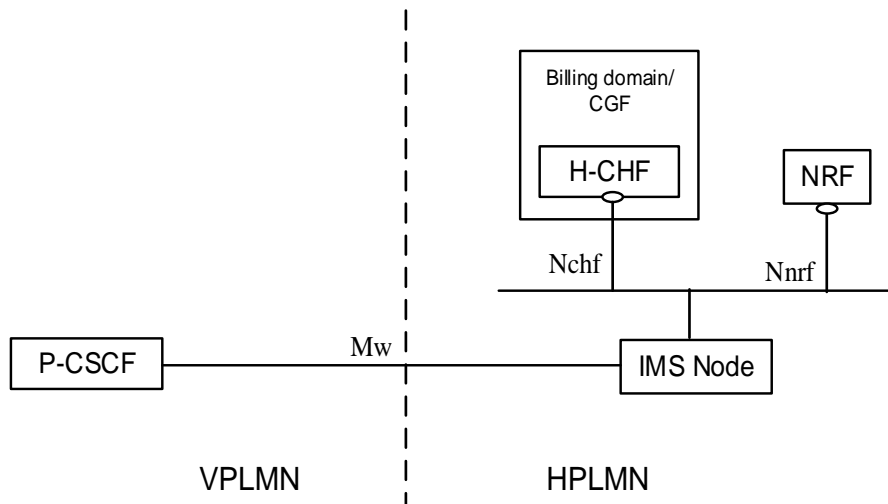 Billing domain/
CGF
H-CHF
NRF
Nchf
Nnrf
Mw
P-CSCF
IMS Node
VPLMN
HPLMN